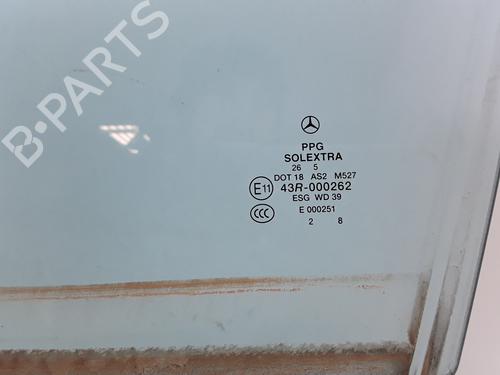 B-PARTS
PPG
SOLEXTRA
26 5
DOT 18 AS2 M527
E11 43R-000262
ESG WD 39
CCC E 000251
2 8